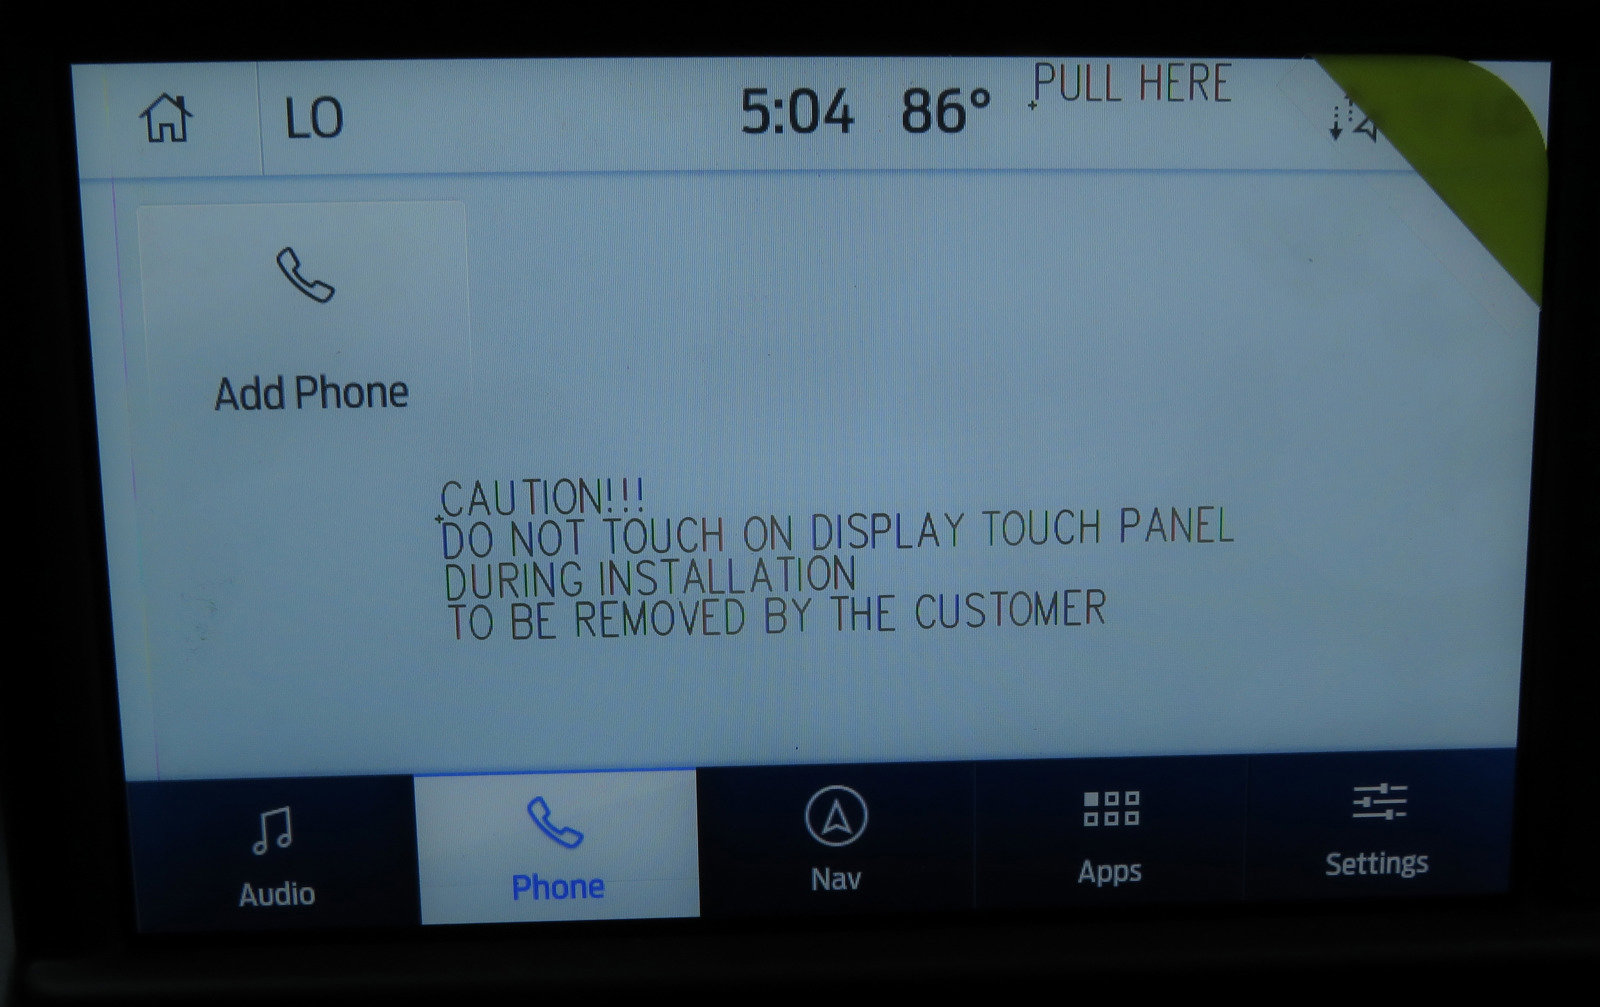 LO 5:04 86° PULL HERE
Add Phone
CAUTION!!!
DO NOT TOUCH ON DISPLAY TOUCH PANEL
DURING INSTALLATION
TO BE REMOVED BY THE CUSTOMER
Audio Phone Nav Apps Settings